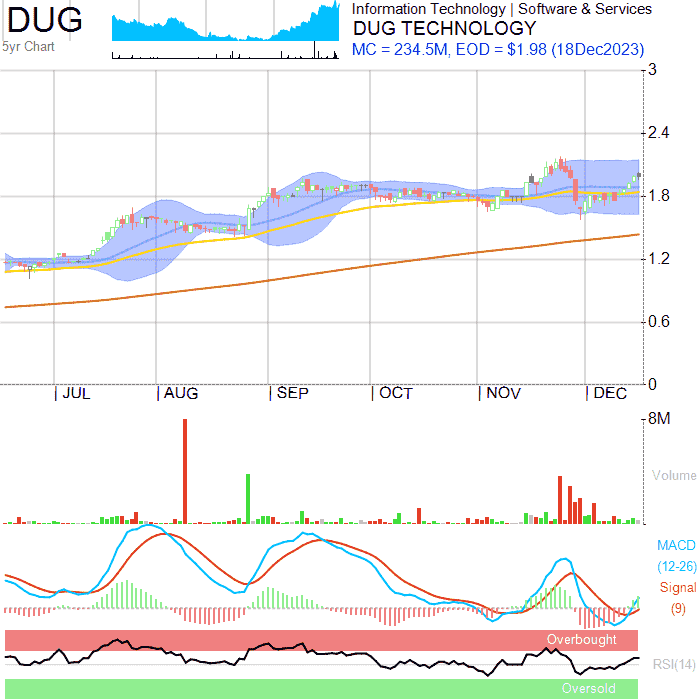 DUG
5yr Chart
Information Technology | Software & Services
DUG TECHNOLOGY
MC = 234.5M, EOD = $1.98 (18Dec2023)
3
2.4
1.8
1.2
0.6
0
| JUL | AUG | SEP | OCT | NOV | DEC
8M
Volume
MACD
(12-26)
Signal
(9)
Overbought
RSI(14)
Oversold